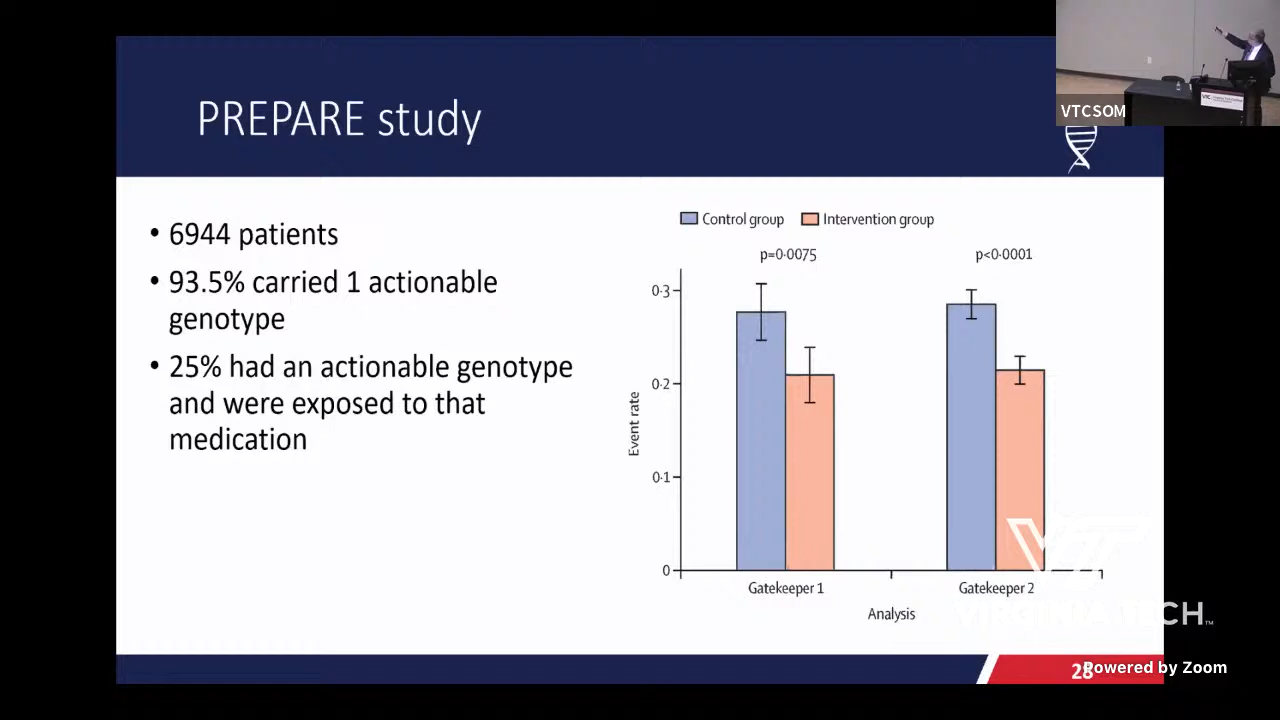 VTCSOM
PREPARE study
• 6944 patients
• 93.5% carried 1 actionable
genotype
• 25% had an actionable genotype
and were exposed to that
medication
Control group
Intervention group
p=0·0075
p<0·0001
0·3
0·2
0·1
0
Event rate
Gatekeeper 1
Gatekeeper 2
Analysis
VIRGINIA TECH™
28
Powered by Zoom